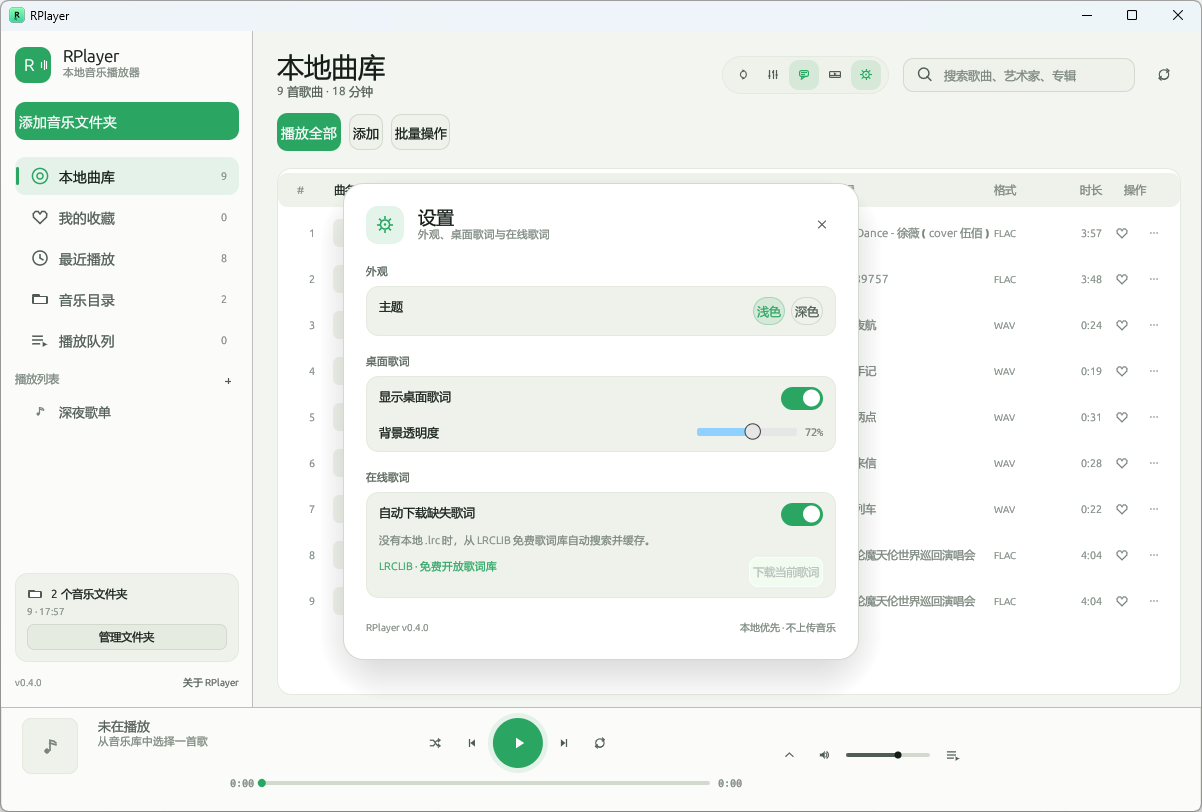 RPlayer
R
RPlayer
本地音乐播放器
添加音乐文件夹
本地曲库 9
我的收藏 0
最近播放 8
音乐目录 2
播放队列 0
播放列表 +
深夜歌单
2 个音乐文件夹
9 · 17:57
管理文件夹
v0.4.0 关于 RPlayer
本地曲库
9 首歌曲 · 18 分钟
搜索歌曲、艺术家、专辑
播放全部 添加 批量操作
# 格式 时长 操作
1 Dance - 徐薇 ( cover 伍佰 ) FLAC 3:57
2 39757 FLAC 3:48
3 夜航 WAV 0:24
4 手记 WAV 0:19
5 两点 WAV 0:31
6 来信 WAV 0:28
7 列车 WAV 0:22
8 伦魔天伦世界巡回演唱会 FLAC 4:04
9 伦魔天伦世界巡回演唱会 FLAC 4:04
设置
外观、桌面歌词与在线歌词
外观
主题 浅色 深色
桌面歌词
显示桌面歌词
背景透明度 72%
在线歌词
自动下载缺失歌词
没有本地 .lrc 时，从 LRCLIB 免费歌词库自动搜索并缓存。
LRCLIB · 免费开放歌词库
下载当前歌词
RPlayer v0.4.0 本地优先 · 不上传音乐
未在播放
从音乐库中选择一首歌
0:00 0:00